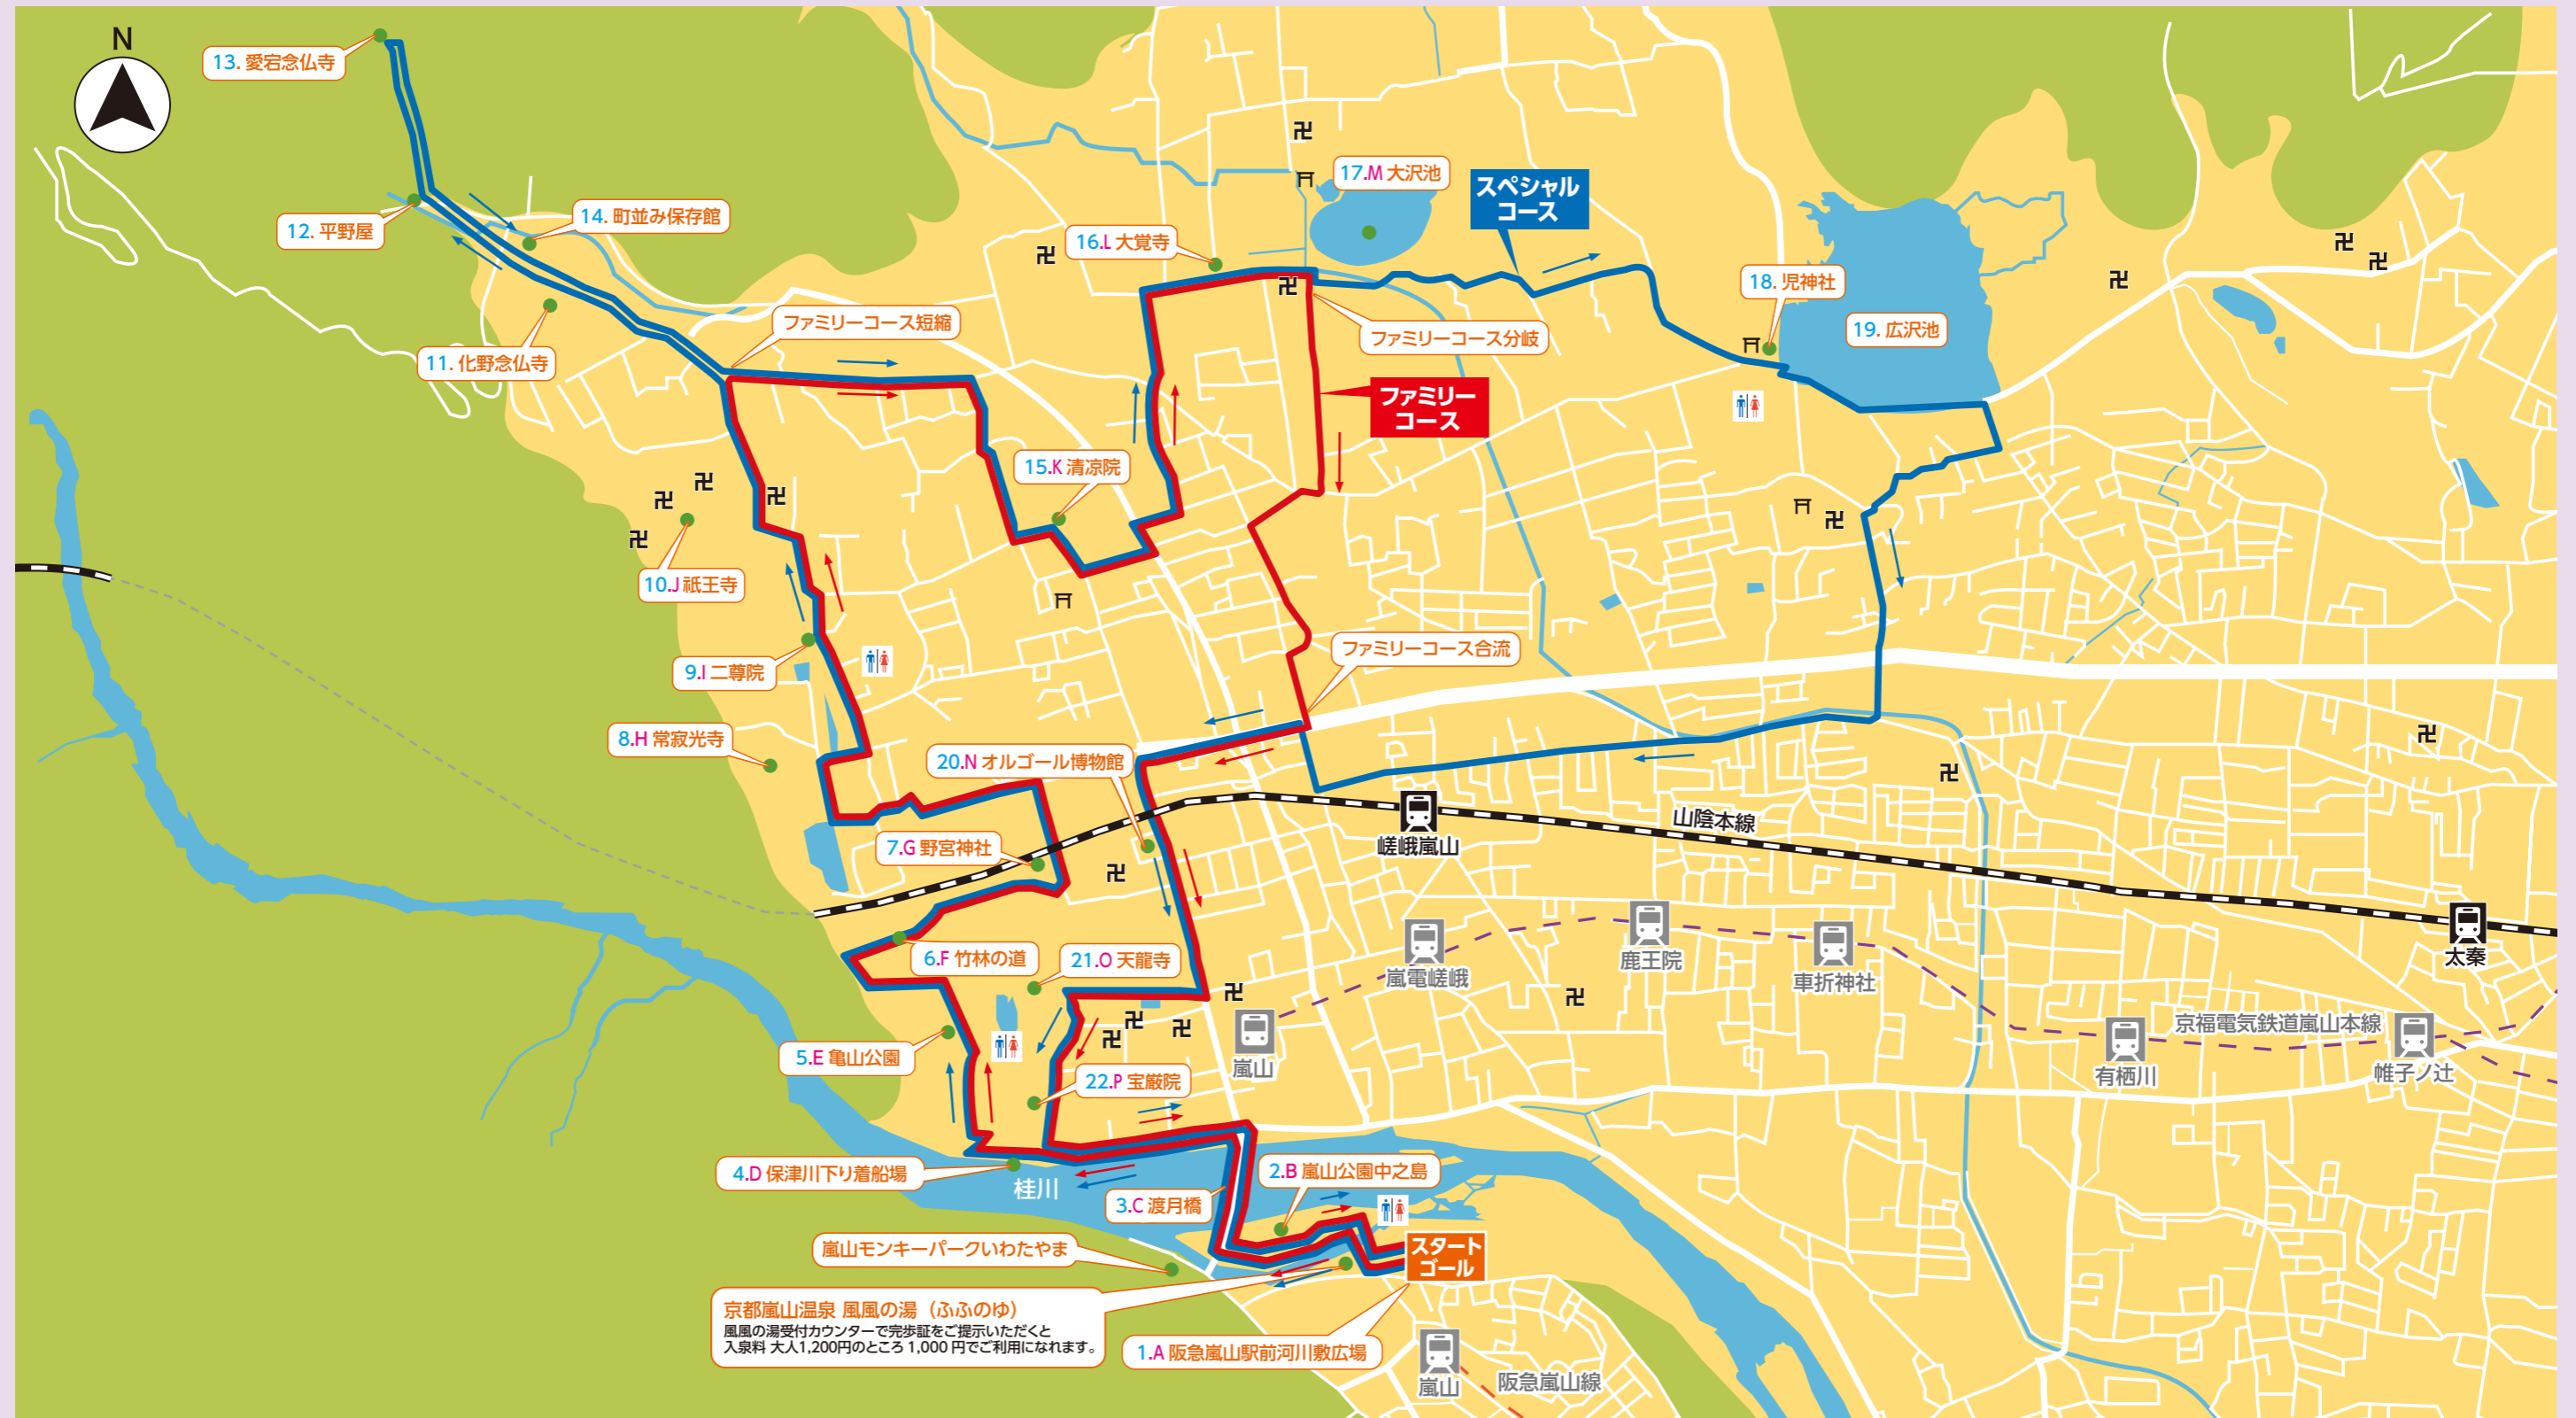 N
13. 愛宕念仏寺
12. 平野屋
14. 町並み保存館
11. 化野念仏寺
ファミリーコース短縮
16.L 大覚寺
17.M 大沢池
スペシャル
コース
ファミリーコース分岐
18. 児神社
19. 広沢池
ファミリー
コース
15.K 清凉院
10.J 祇王寺
9.I 二尊院
ファミリーコース合流
8.H 常寂光寺
20.N オルゴール博物館
7.G 野宮神社
嵯峨嵐山
山陰本線
太秦
6.F 竹林の道
21.O 天龍寺
嵐電嵯峨
鹿王院
車折神社
嵐山
有栖川
京福電気鉄道嵐山本線
帷子ノ辻
5.E 亀山公園
22.P 宝厳院
4.D 保津川下り着船場
桂川
3.C 渡月橋
2.B 嵐山公園中之島
スタート
ゴール
嵐山モンキーパークいわたやま
京都嵐山温泉 風風の湯（ふふのゆ）
風風の湯受付カウンターで完歩証をご提示いただくと
入泉料 大人1,200円のところ 1,000 円でご利用になれます。
1.A 阪急嵐山駅前河川敷広場
嵐山
阪急嵐山線